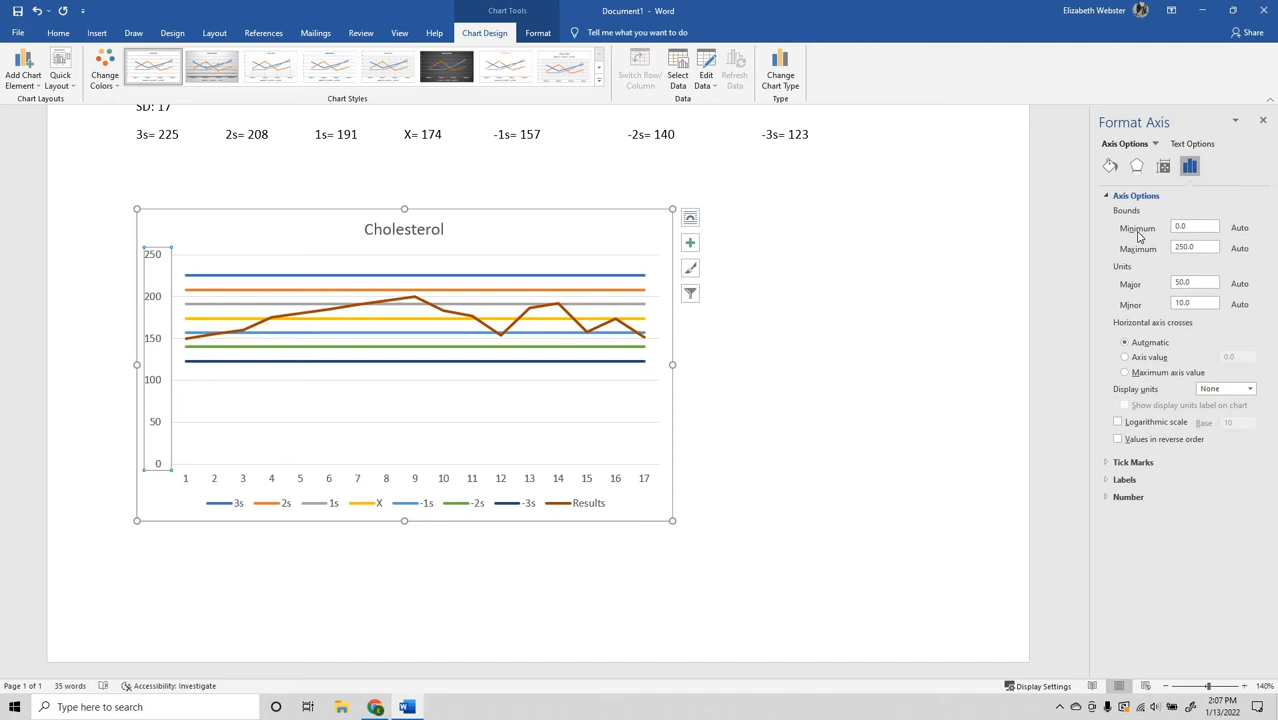 Chart Tools
Document1 - Word
Elizabeth Webster
File Home Insert Draw Design Layout References Mailings Review View Help Chart Design Format Tell me what you want to do Share
Add Chart Element Quick Layout
Chart Layouts
Change Colors
Chart Styles
Switch Row/ Column Select Data Edit Data Refresh Data
Data
Change Chart Type
Type
SD: 17
3s= 225 2s= 208 1s= 191 X= 174 -1s= 157 -2s= 140 -3s= 123
Cholesterol
250
200
150
100
50
0
1 2 3 4 5 6 7 8 9 10 11 12 13 14 15 16 17
3s 2s 1s X -1s -2s -3s Results
Format Axis
Axis Options Text Options
Axis Options
Bounds
Minimum 0.0 Auto
Maximum 250.0 Auto
Units
Major 50.0 Auto
Minor 10.0 Auto
Horizontal axis crosses
Automatic
Axis value 0.0
Maximum axis value
Display units None
Show display units label on chart
Logarithmic scale Base 10
Values in reverse order
Tick Marks
Labels
Number
Page 1 of 1 35 words Accessibility: Investigate Display Settings 140%
Type here to search
2:07 PM
1/13/2022